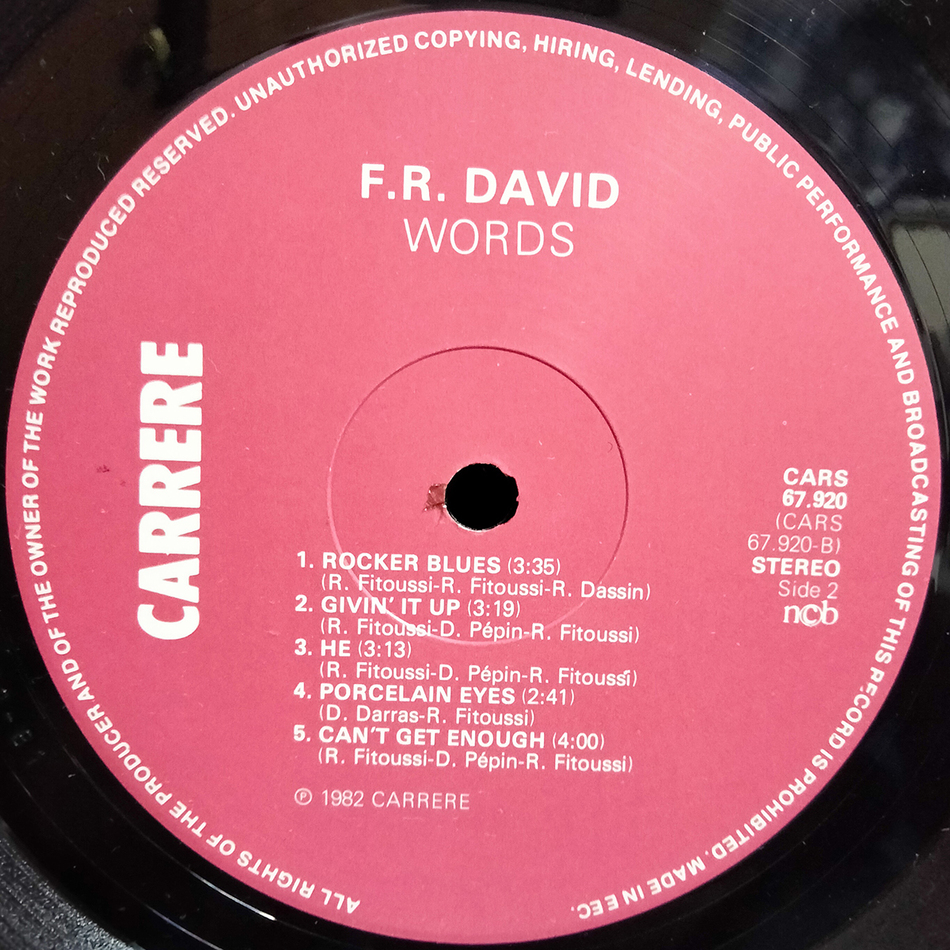 ALL RIGHTS OF THE PRODUCER AND OF THE OWNER OF THE WORK REPRODUCED RESERVED. UNAUTHORIZED COPYING, HIRING, LENDING, PUBLIC PERFORMANCE AND BROADCASTING OF THIS RECORD IS PROHIBITED. MADE IN EEC.
F.R. DAVID
WORDS
CARRERE
CARS
67.920
(CARS
67.920-B)
STEREO
Side 2
ncb
1. ROCKER BLUES (3:35)
(R. Fitoussi-R. Fitoussi-R. Dassin)
2. GIVIN' IT UP (3:19)
(R. Fitoussi-D. Pépin-R. Fitoussi)
3. HE (3:13)
(R. Fitoussi-D. Pépin-R. Fitoussi)
4. PORCELAIN EYES (2:41)
(D. Darras-R. Fitoussi)
5. CAN'T GET ENOUGH (4:00)
(R. Fitoussi-D. Pépin-R. Fitoussi)
℗ 1982 CARRERE